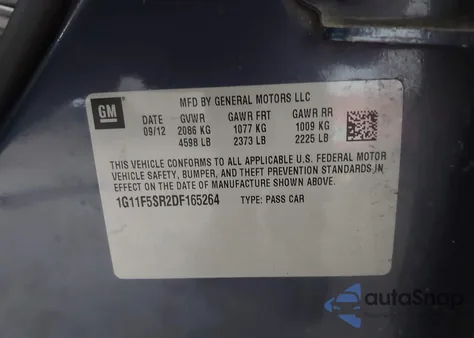 MFD BY GENERAL MOTORS LLC
GM
DATE GVWR GAWR FRT GAWR RR
09/12 2086 KG 1077 KG 1009 KG
4598 LB 2373 LB 2225 LB
THIS VEHICLE CONFORMS TO ALL APPLICABLE U.S. FEDERAL MOTOR
VEHICLE SAFETY, BUMPER, AND THEFT PREVENTION STANDARDS IN
EFFECT ON THE DATE OF MANUFACTURE SHOWN ABOVE.
1G11F5SR2DF165264 TYPE: PASS CAR
autoSnap